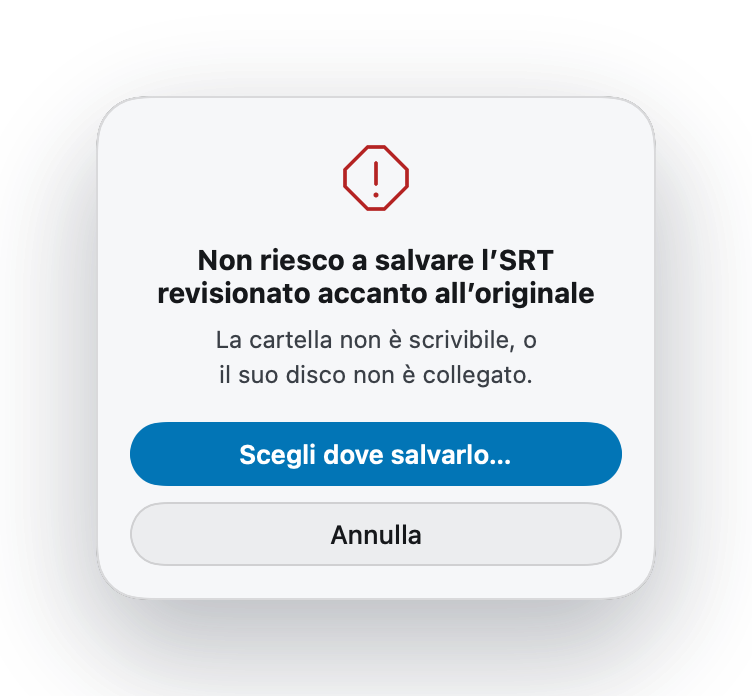 Non riesco a salvare l’SRT
revisionato accanto all’originale
La cartella non è scrivibile, o
il suo disco non è collegato.
Scegli dove salvarlo...
Annulla